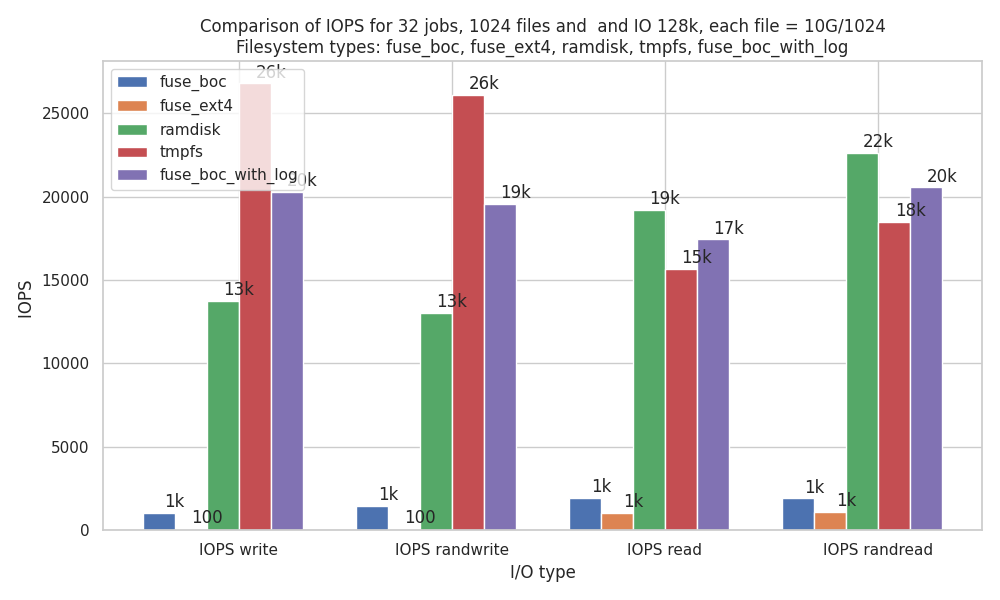 Comparison of IOPS for 32 jobs, 1024 files and  and IO 128k, each file = 10G/1024
Filesystem types: fuse_boc, fuse_ext4, ramdisk, tmpfs, fuse_boc_with_log
fuse_boc
fuse_ext4
ramdisk
tmpfs
fuse_boc_with_log
26k
26k
25000
22k
20k
19k
19k
20k
20000
18k
17k
15k
15000
13k
13k
10000
5000
1k
100
1k
100
1k
1k
1k
1k
0
IOPS
IOPS write
IOPS randwrite
IOPS read
IOPS randread
I/O type